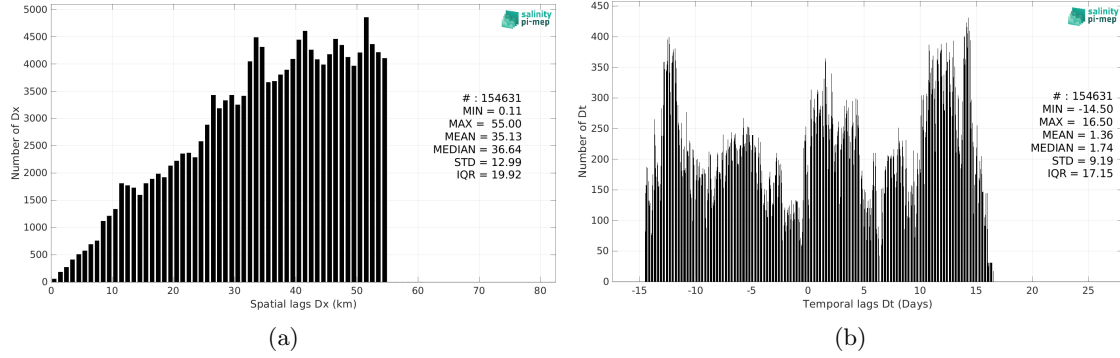 5000
4500
4000
3500
3000
2500
2000
1500
1000
500
0
Number of Dx
0 10 20 30 40 50 60 70 80
Spatial lags Dx (km)
salinity
pi-mep
# : 154631
MIN = 0.11
MAX = 55.00
MEAN = 35.13
MEDIAN = 36.64
STD = 12.99
IQR = 19.92
(a)
450
400
350
300
250
200
150
100
50
0
Number of Dt
-15 -10 -5 0 5 10 15 20 25
Temporal lags Dt (Days)
salinity
pi-mep
# : 154631
MIN = -14.50
MAX = 16.50
MEAN = 1.36
MEDIAN = 1.74
STD = 9.19
IQR = 17.15
(b)